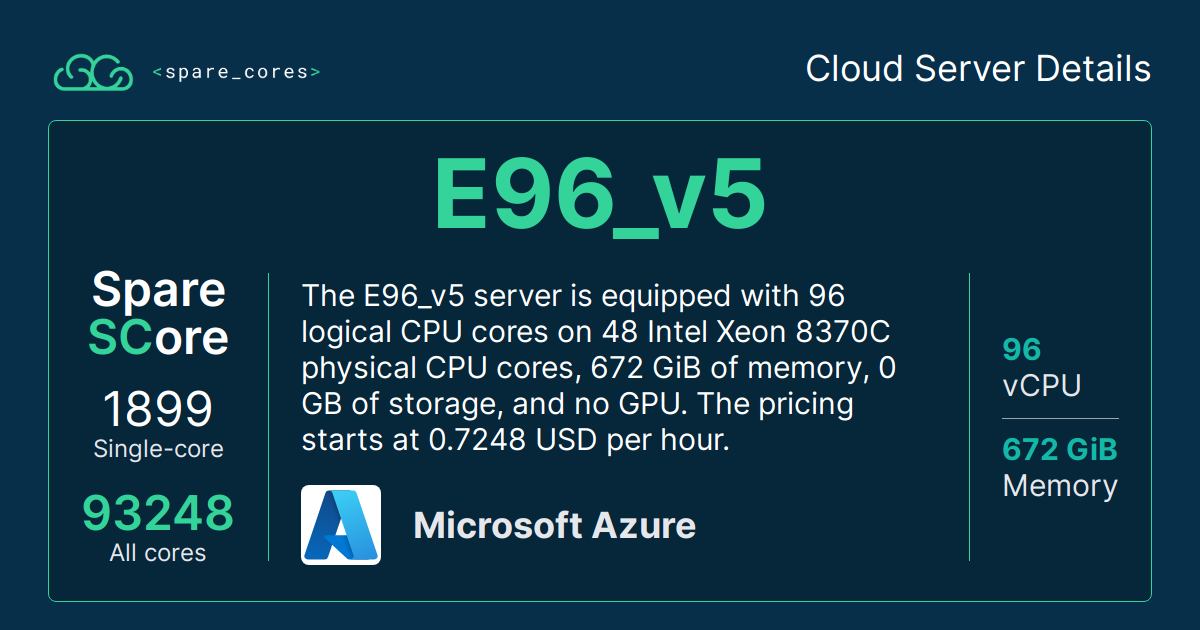 <spare_cores>
Cloud Server Details
E96_v5
Spare
SCore
1899
Single-core
93248
All cores
The E96_v5 server is equipped with 96
logical CPU cores on 48 Intel Xeon 8370C
physical CPU cores, 672 GiB of memory, 0
GB of storage, and no GPU. The pricing
starts at 0.7248 USD per hour.
Microsoft Azure
96
vCPU
672 GiB
Memory